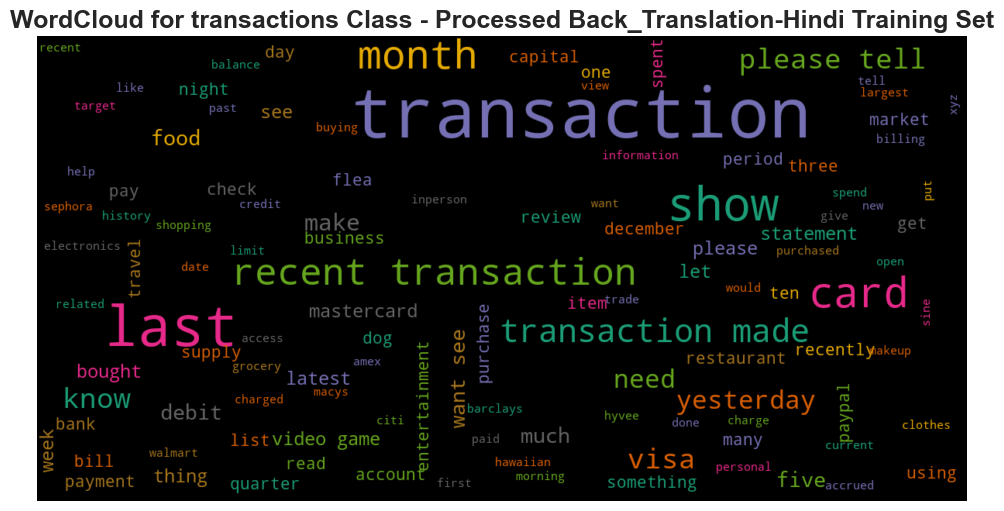 WordCloud for transactions Class - Processed Back_Translation-Hindi Training Set
recent
day
month
capital
one
view
spent
please tell
balance
tell
like
night
see
transaction
largest
xyz
target
past
food
buying
market
billing
information
period
three
help
flea
pay
check
credit
inperson
want
show
spend
new
put
sephora
history
shopping
make
business
review
december
give
get
statement
electronics
limit
please
purchased
travel
date
recent transaction
let
open
related
last
mastercard
item
trade
would
ten
card
sine
access
dog
purchase
transaction made
supply
grocery
amex
restaurant
recently
makeup
bought
latest
want see
need
know
charged
macys
entertainment
barclays
yesterday
debit
citi
hyvee
done
charge
paypal
clothes
bank
week
list
video game
paid
much
many
current
walmart
bill
read
hawaiian
visa
personal
payment
thing
quarter
account
first
morning
something
five
accrued
using